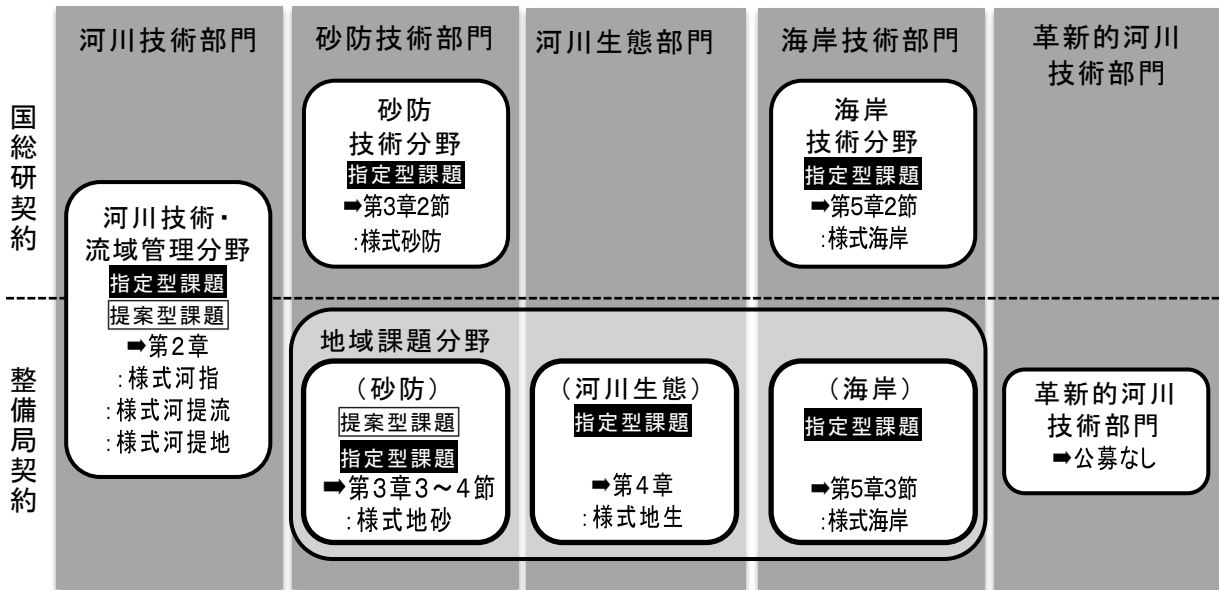 河川技術部門
砂防技術部門
河川生態部門
海岸技術部門
革新的河川
技術部門
国総研契約
整備局契約
河川技術・
流域管理分野
指定型課題
提案型課題
➡第2章
:様式河指
:様式河提流
:様式河提地
砂防
技術分野
指定型課題
➡第3章2節
:様式砂防
海岸
技術分野
指定型課題
➡第5章2節
:様式海岸
地域課題分野
(砂防)
提案型課題
指定型課題
➡第3章3~4節
:様式地砂
(河川生態)
指定型課題
➡第4章
:様式地生
(海岸)
指定型課題
➡第5章3節
:様式海岸
革新的河川
技術部門
➡公募なし